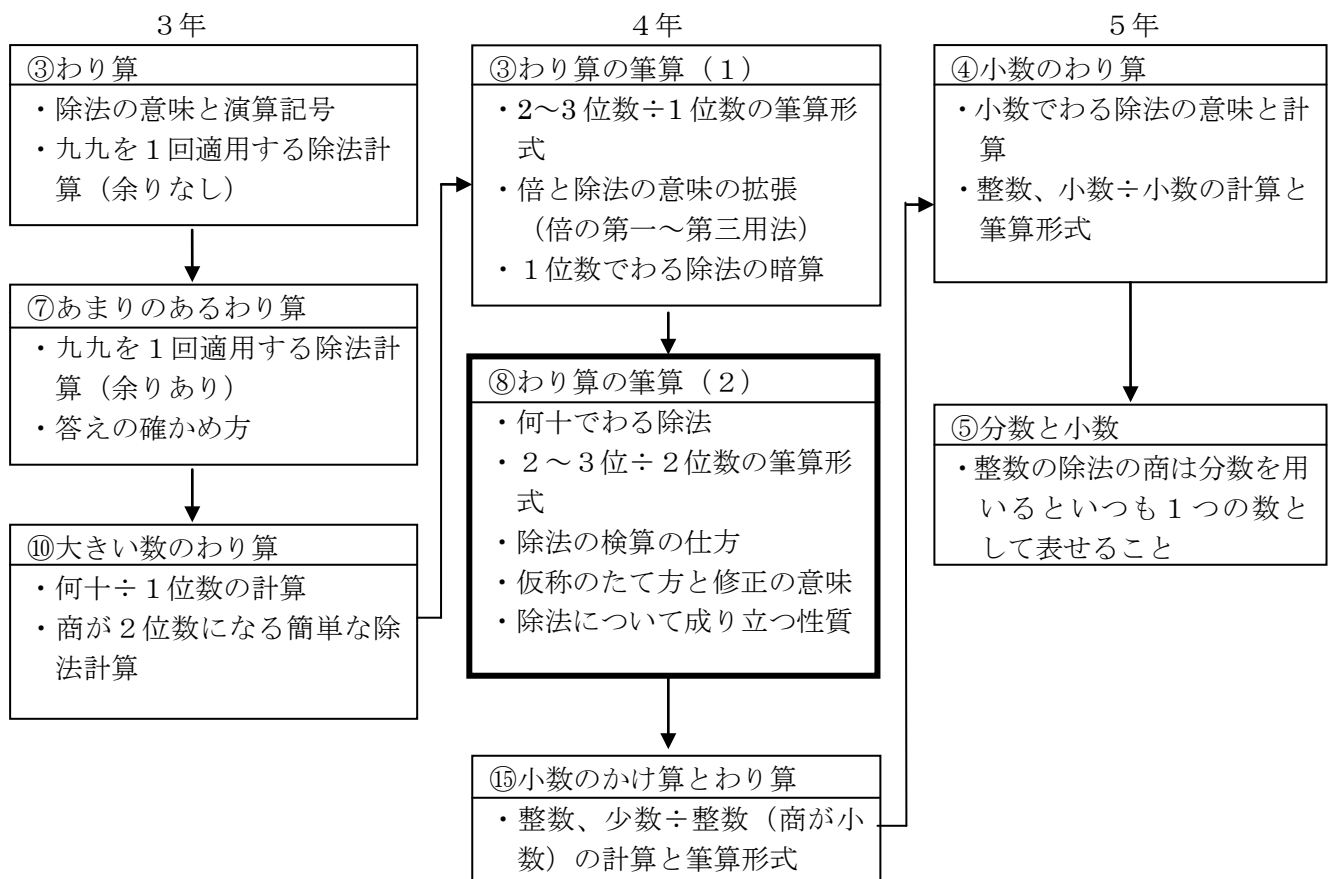 3年
③わり算
・除法の意味と演算記号
・九九を1回適用する除法計
算(余りなし)
⑦あまりのあるわり算
・九九を1回適用する除法計
算(余りあり)
・答えの確かめ方
⑩大きい数のわり算
・何十÷1位数の計算
・商が2位数になる簡単な除
法計算
4年
③わり算の筆算(1)
・2~3位数÷1位数の筆算形
式
・倍と除法の意味の拡張
(倍の第一~第三用法)
・1位数でわる除法の暗算
⑧わり算の筆算(2)
・何十でわる除法
・2~3位÷2位数の筆算形
式
・除法の検算の仕方
・仮称のたて方と修正の意味
・除法について成り立つ性質
⑮小数のかけ算とわり算
・整数、少数÷整数(商が小
数)の計算と筆算形式
5年
④小数のわり算
・小数でわる除法の意味と計
算
・整数、小数÷小数の計算と
筆算形式
⑤分数と小数
・整数の除法の商は分数を用
いるといつも1つの数と
して表せること